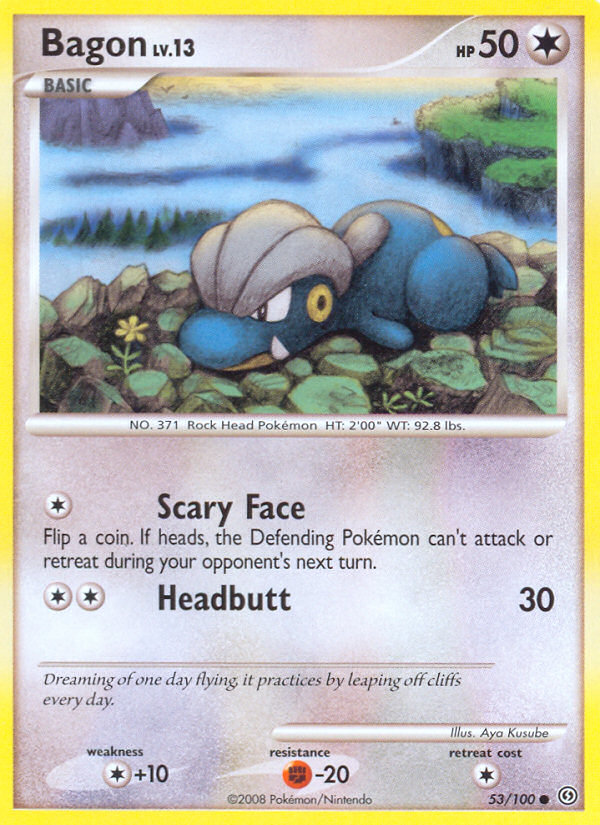 Bagon LV.13
HP 50
BASIC
NO. 371 Rock Head Pokémon HT: 2'00" WT: 92.8 lbs.
Scary Face
Flip a coin. If heads, the Defending Pokémon can't attack or
retreat during your opponent's next turn.
Headbutt 30
Dreaming of one day flying, it practices by leaping off cliffs
every day.
Illus. Aya Kusube
weakness resistance retreat cost
+10 -20
©2008 Pokémon/Nintendo 53/100